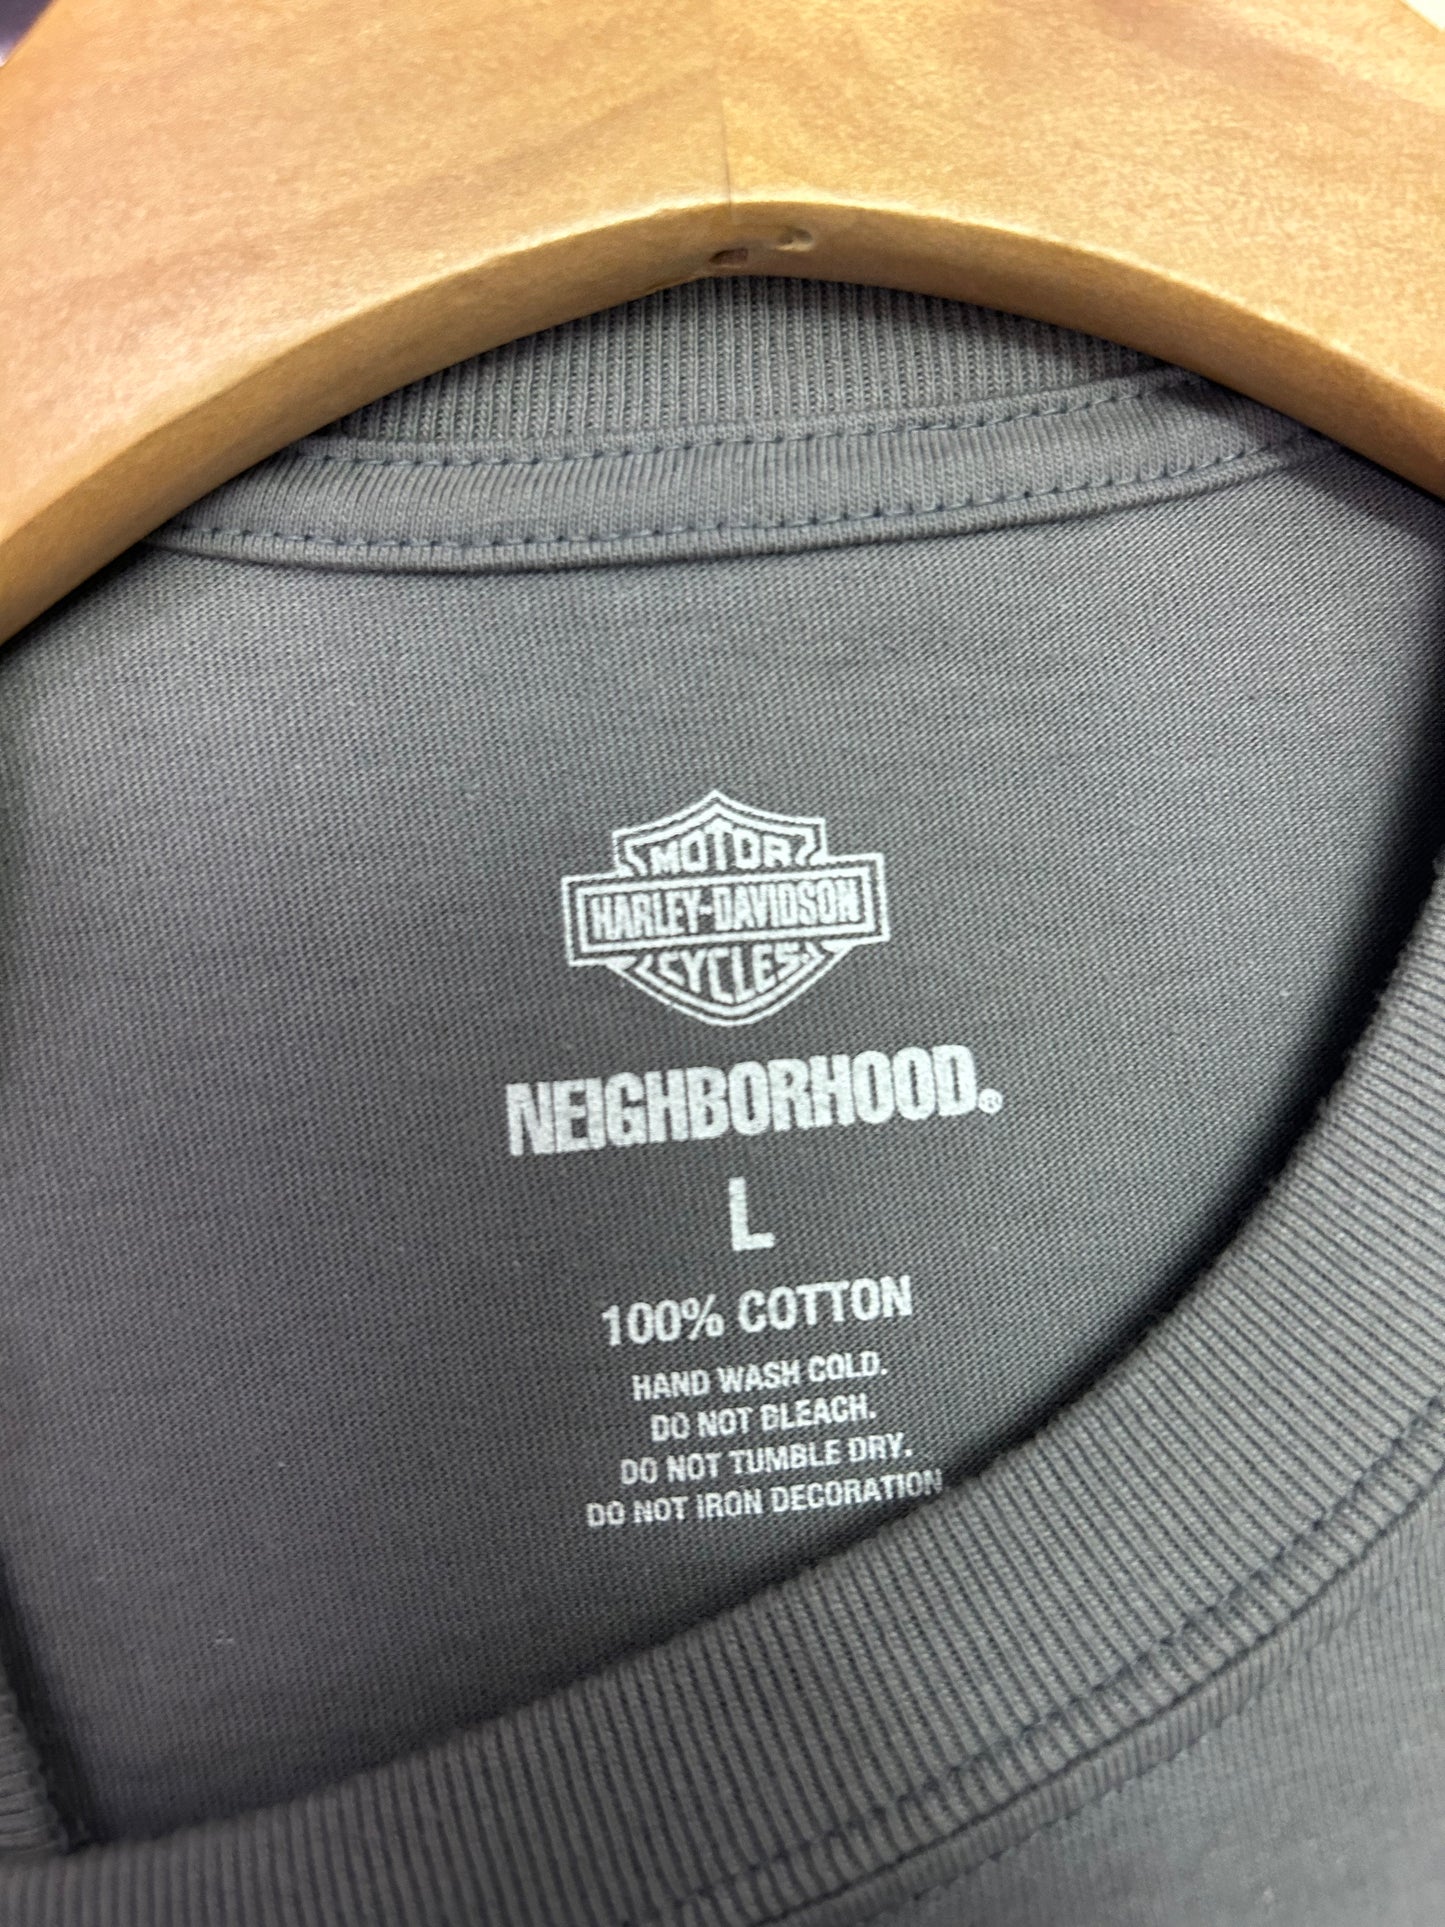 MOTOR
HARLEY-DAVIDSON
CYCLES
NEIGHBORHOOD®
L
100% COTTON
HAND WASH COLD.
DO NOT BLEACH.
DO NOT TUMBLE DRY.
DO NOT IRON DECORATION